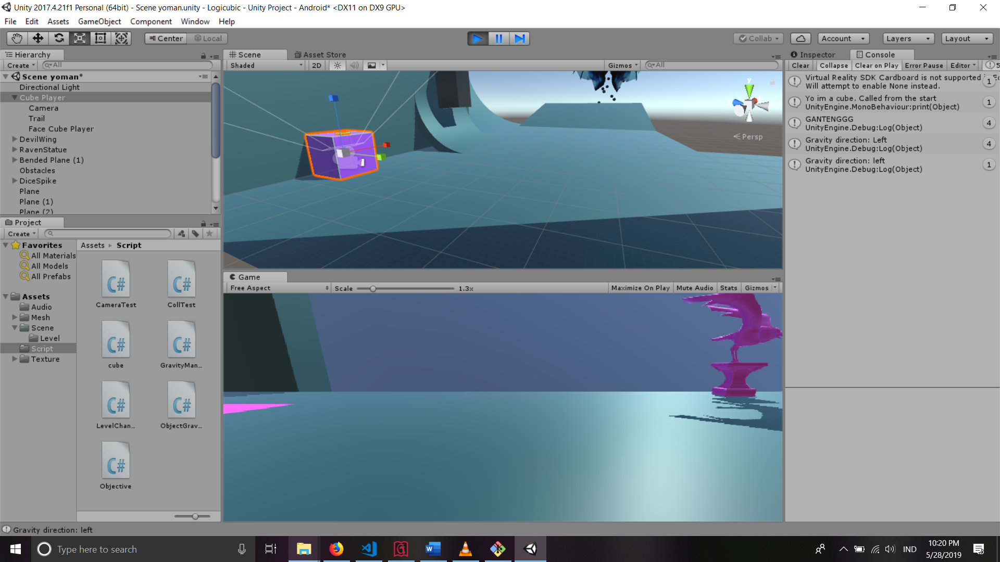 Unity 2017.4.21f1 Personal (64bit) - Scene yoman.unity - Logicubic - Unity Project - Android* <DX11 on DX9 GPU>
File Edit Assets GameObject Component Window Help
Center Local
Collab Account Layers Layout
Hierarchy
Create All
Scene yoman*
Directional Light
Cube Player
Camera
Trail
Face Cube Player
DevilWing
RavenStatue
Bended Plane (1)
Obstacles
DiceSpike
Plane
Plane (1)
Plane (2)
Project
Create
Favorites
All Materials
All Models
All Prefabs
Assets
Audio
Mesh
Scene
Level
Script
Texture
Assets Script
CameraTest CollTest
cube GravityMan...
LevelChan... ObjectGrav...
Objective
Scene Asset Store
Shaded 2D Gizmos All
y
Persp
Game
Free Aspect Scale 1.3x Maximize On Play Mute Audio Stats Gizmos
Inspector Console
Clear Collapse Clear on Play Error Pause Editor 5
Virtual Reality SDK Cardboard is not supported in
Will attempt to enable None instead.
1
Yo im a cube. Called from the start
UnityEngine.MonoBehaviour:print(Object)
1
GANTENGGG
UnityEngine.Debug:Log(Object)
4
Gravity direction: Left
UnityEngine.Debug:Log(Object)
4
Gravity direction: left
UnityEngine.Debug:Log(Object)
1
Gravity direction: left
Type here to search
IND
10:20 PM
5/28/2019